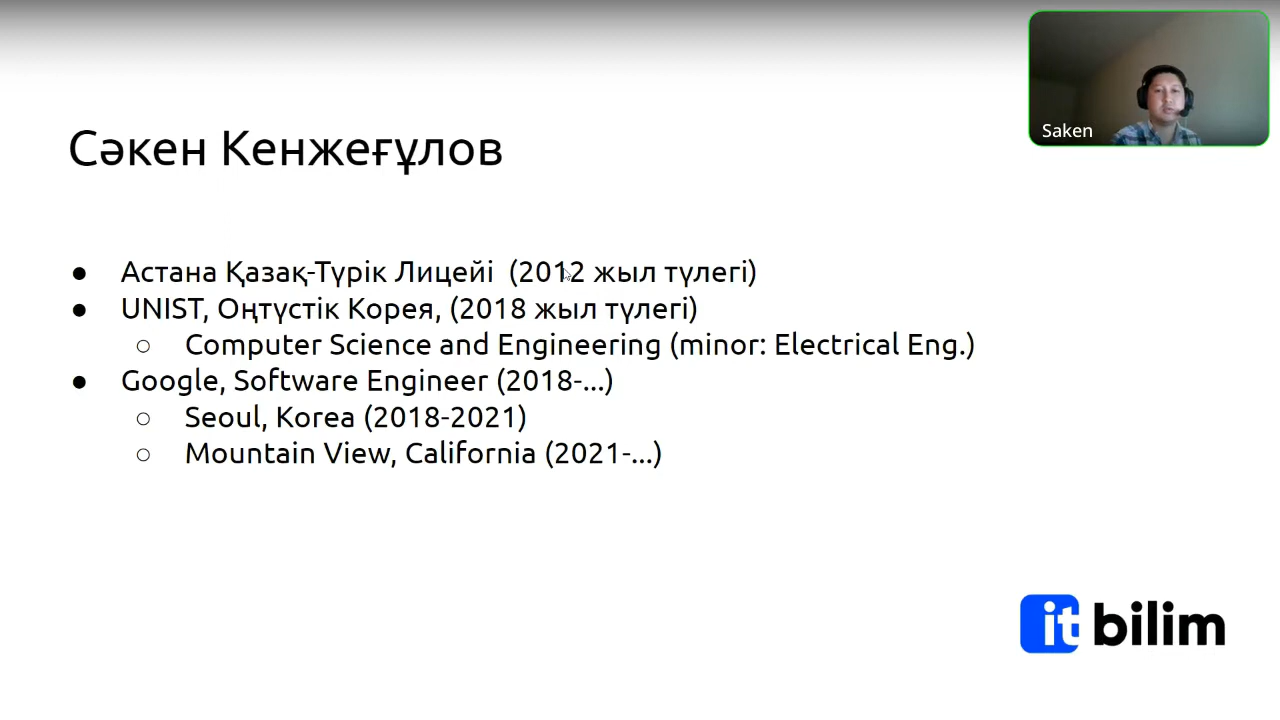 Saken
Сәкен Кенжеғұлов
● Астана Қазақ-Түрік Лицейі (2012 жыл түлегі)
● UNIST, Оңтүстік Корея, (2018 жыл түлегі)
○ Computer Science and Engineering (minor: Electrical Eng.)
● Google, Software Engineer (2018-...)
○ Seoul, Korea (2018-2021)
○ Mountain View, California (2021-...)
it bilim